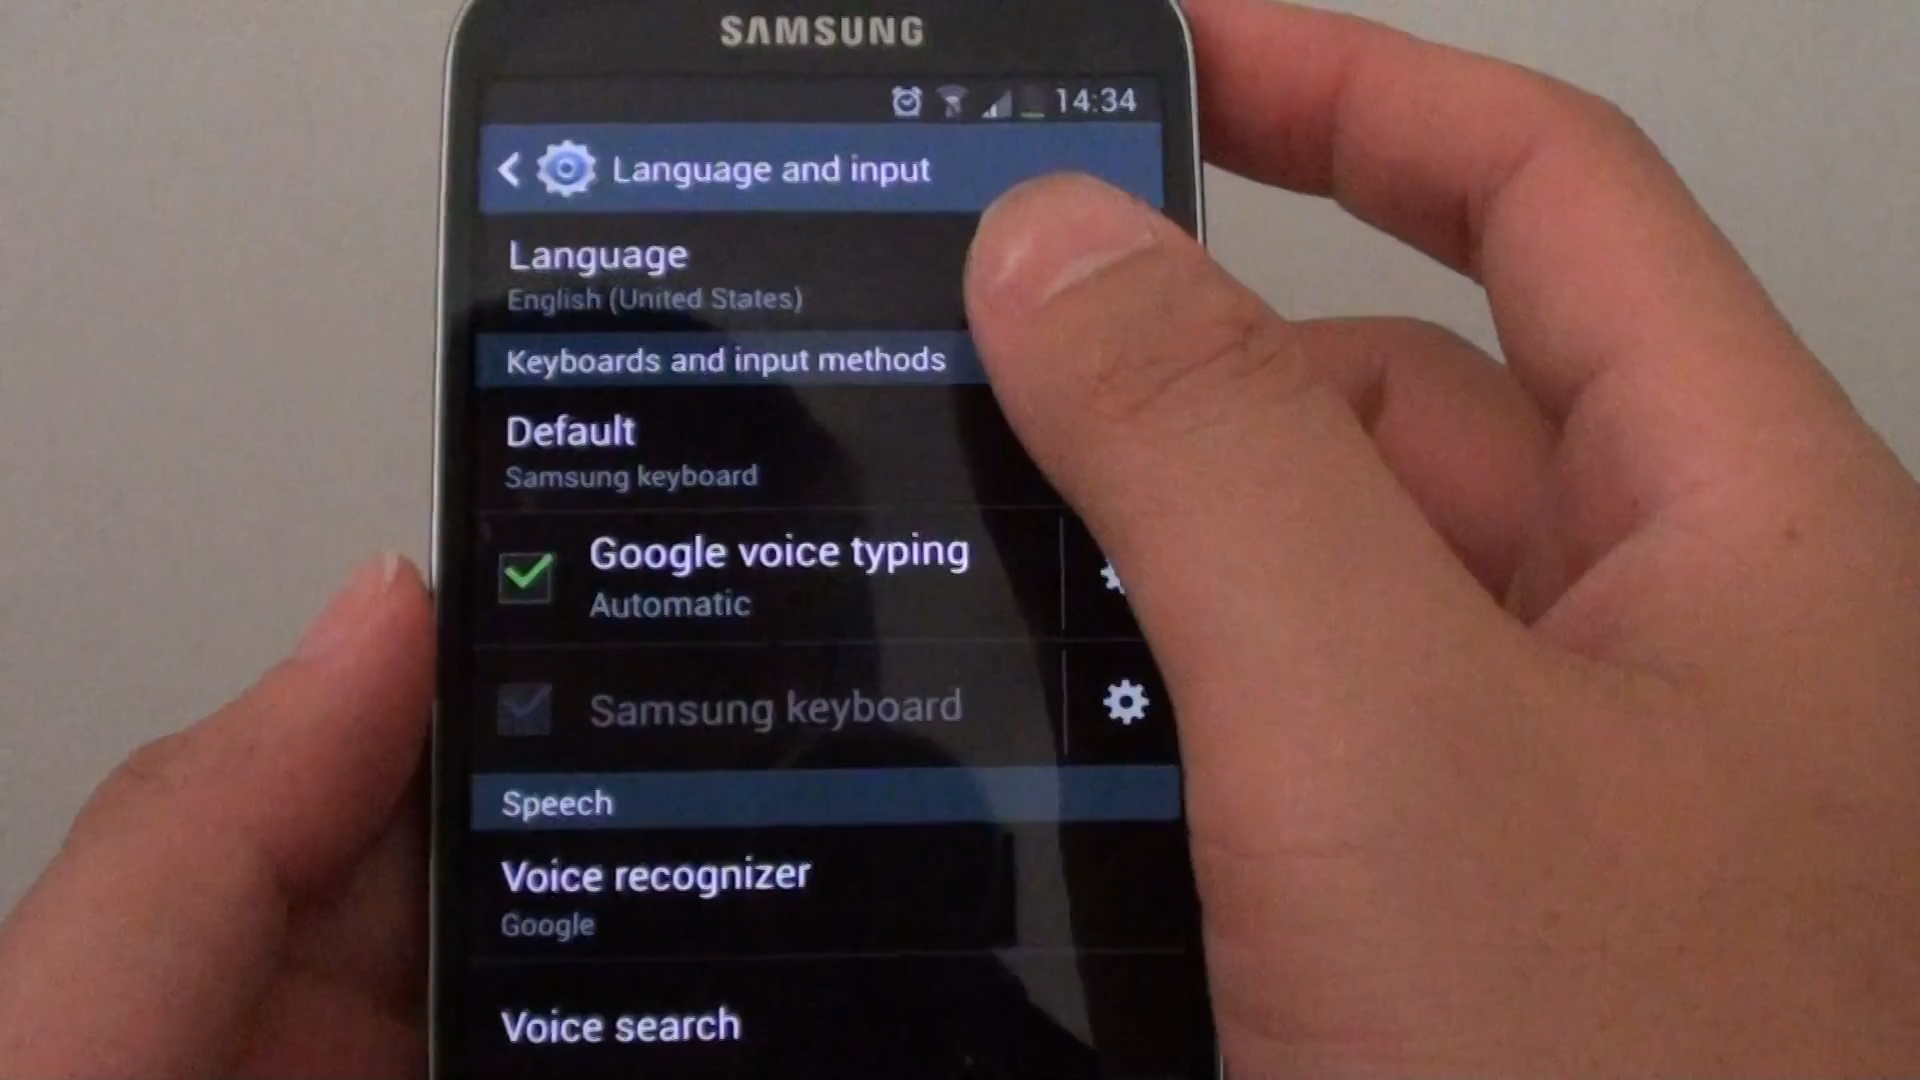 SAMSUNG
14:34
Language and input
Language
English (United States)
Keyboards and input methods
Default
Samsung keyboard
Google voice typing
Automatic
Samsung keyboard
Speech
Voice recognizer
Google
Voice search